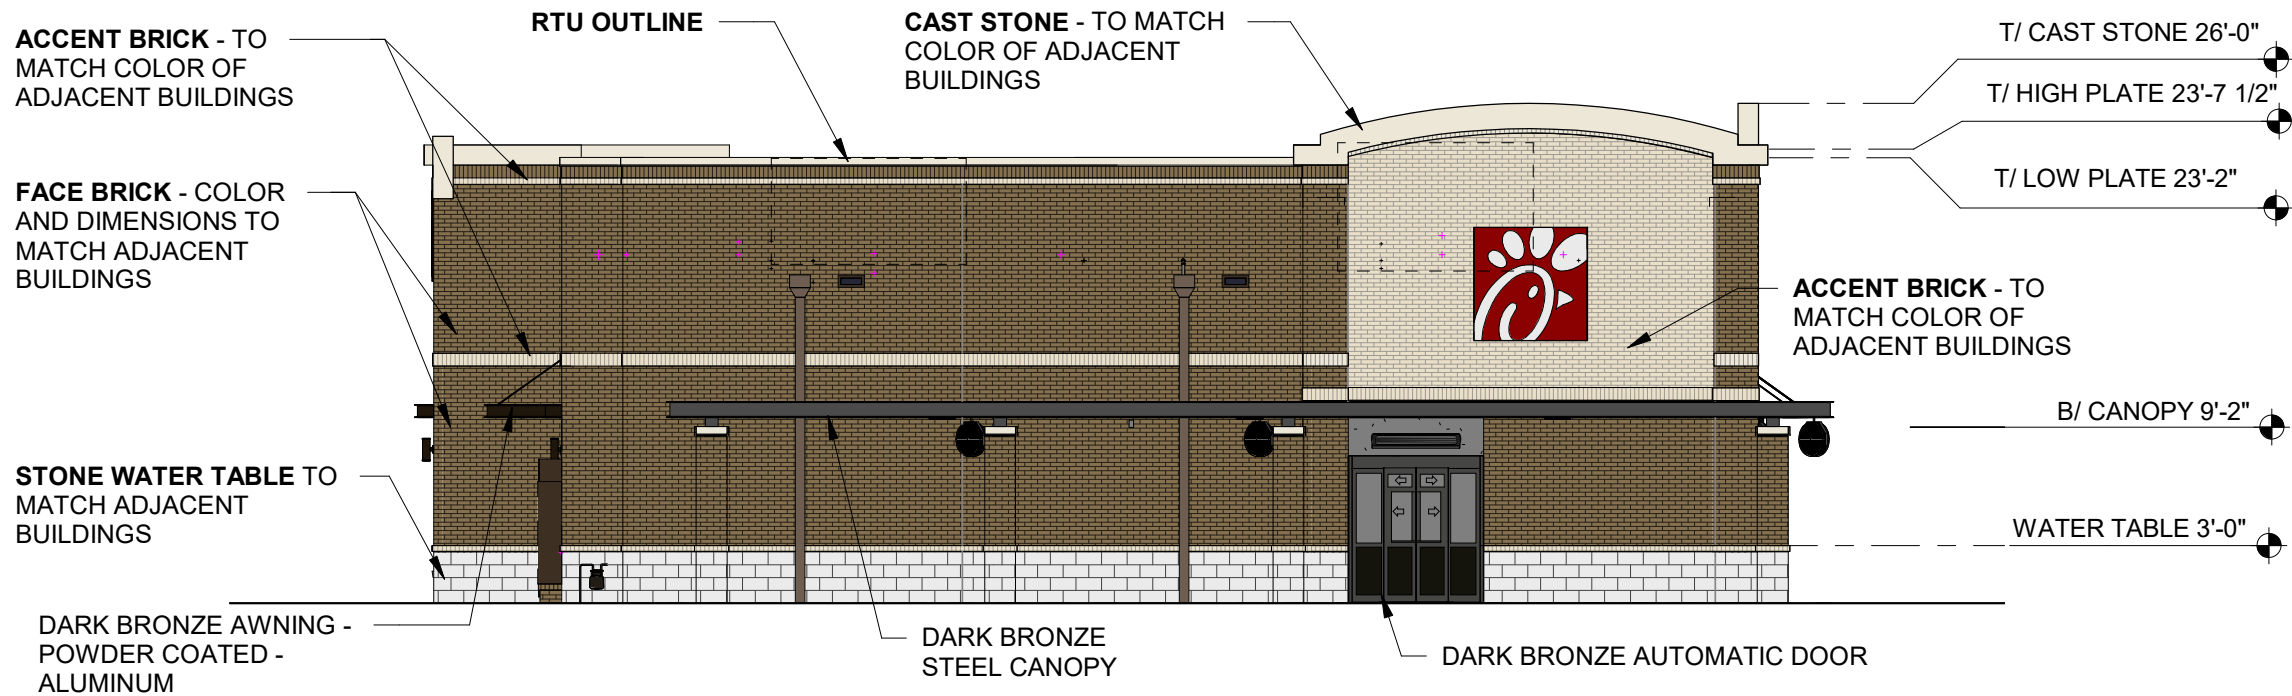 RTU OUTLINE
CAST STONE - TO MATCH
COLOR OF ADJACENT
BUILDINGS
T/ CAST STONE 26'-0"
ACCENT BRICK - TO
MATCH COLOR OF
ADJACENT BUILDINGS
T/ HIGH PLATE 23'-7 1/2"
FACE BRICK - COLOR
AND DIMENSIONS TO
MATCH ADJACENT
BUILDINGS
T/ LOW PLATE 23'-2"
ACCENT BRICK - TO
MATCH COLOR OF
ADJACENT BUILDINGS
B/ CANOPY 9'-2"
STONE WATER TABLE TO
MATCH ADJACENT
BUILDINGS
WATER TABLE 3'-0"
DARK BRONZE AWNING -
POWDER COATED -
ALUMINUM
DARK BRONZE
STEEL CANOPY
DARK BRONZE AUTOMATIC DOOR